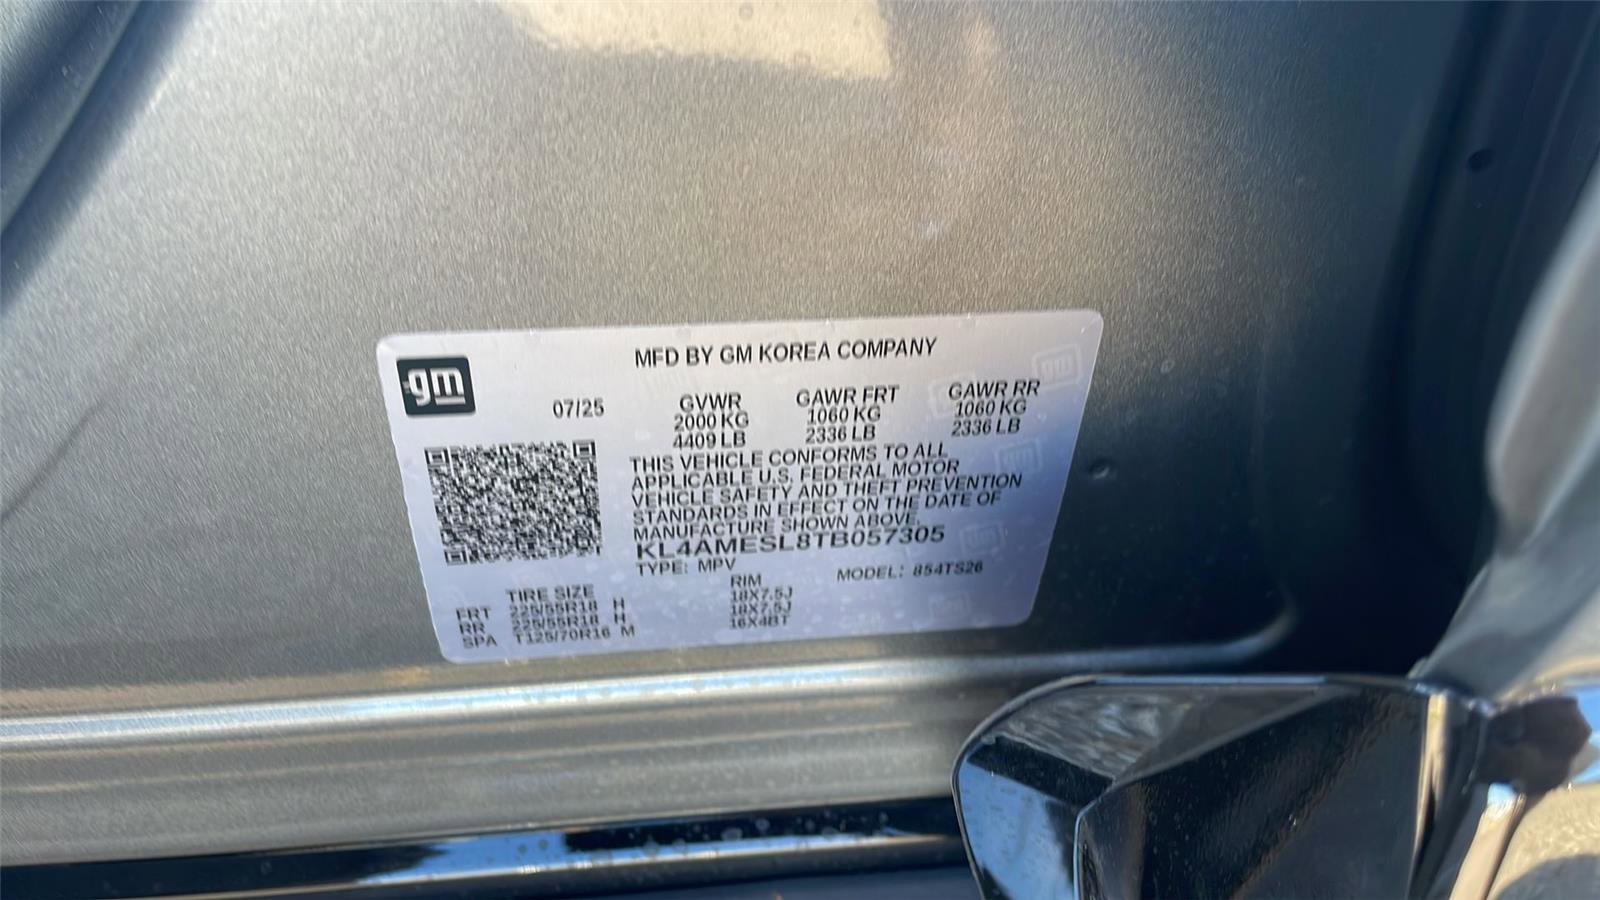 MFD BY GM KOREA COMPANY
gm
07/25
GVWR
2000 KG
4409 LB
GAWR FRT
1060 KG
2336 LB
GAWR RR
1060 KG
2336 LB
THIS VEHICLE CONFORMS TO ALL
APPLICABLE U.S. FEDERAL MOTOR
VEHICLE SAFETY AND THEFT PREVENTION
STANDARDS IN EFFECT ON THE DATE OF
MANUFACTURE SHOWN ABOVE.
KL4AMESL8TB057305
TYPE: MPV
MODEL: 854TS26
TIRE SIZE RIM
FRT 225/55R18 H 18X7.5J
RR 225/55R18 H 18X7.5J
SPA T125/70R16 M 16X4BT